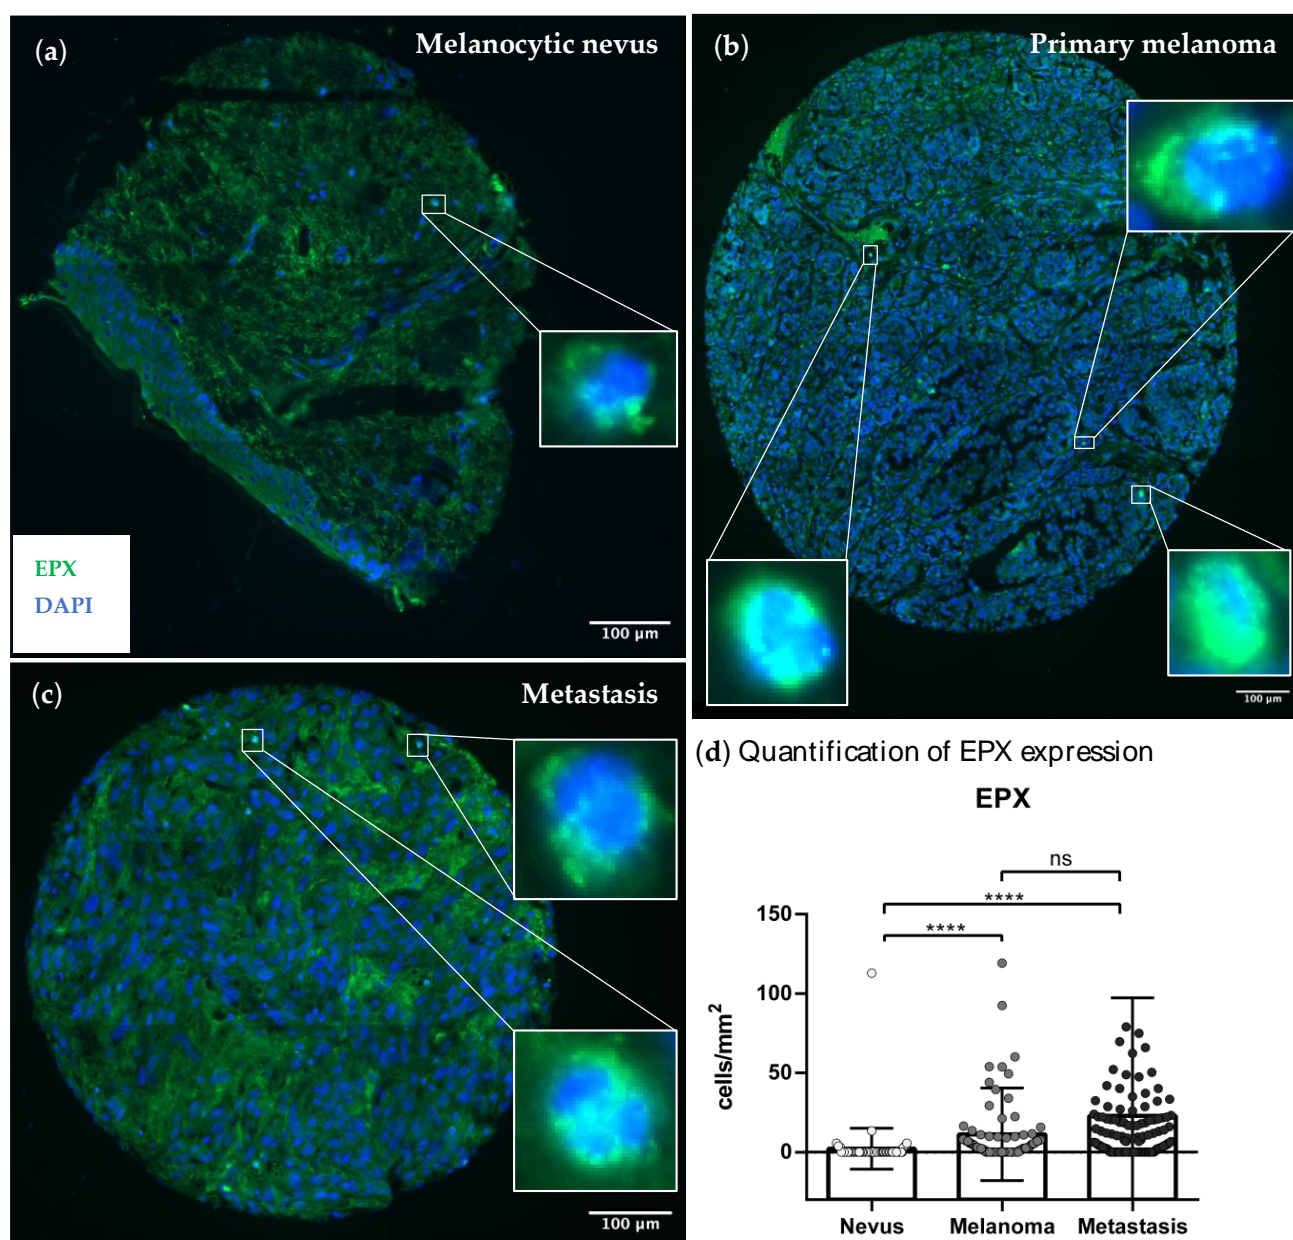 (a)
Melanocytic nevus
(b)
Primary melanoma
EPX
DAPI
100 µm
100 µm
(c)
Metastasis
100 µm
(d) Quantification of EPX expression
EPX
ns
****
****
150
100
50
0
cells/mm²
Nevus
Melanoma
Metastasis